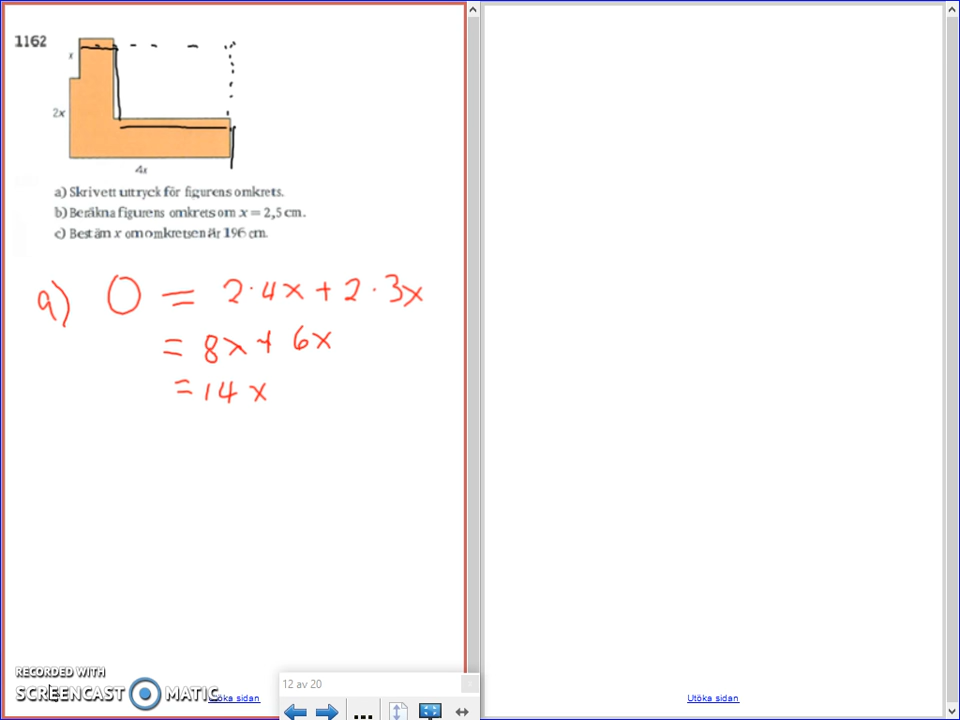 1162
x
2x
4x
a) Skriv ett uttryck för figurens omkrets.
b) Beräkna figurens omkrets om x = 2,5 cm.
c) Bestäm x om omkretsen är 196 cm.
a) O = 2·4x + 2·3x
= 8x + 6x
= 14x
RECORDED WITH
SCREENCAST MATIC
Utöka sidan
12 av 20
Utöka sidan